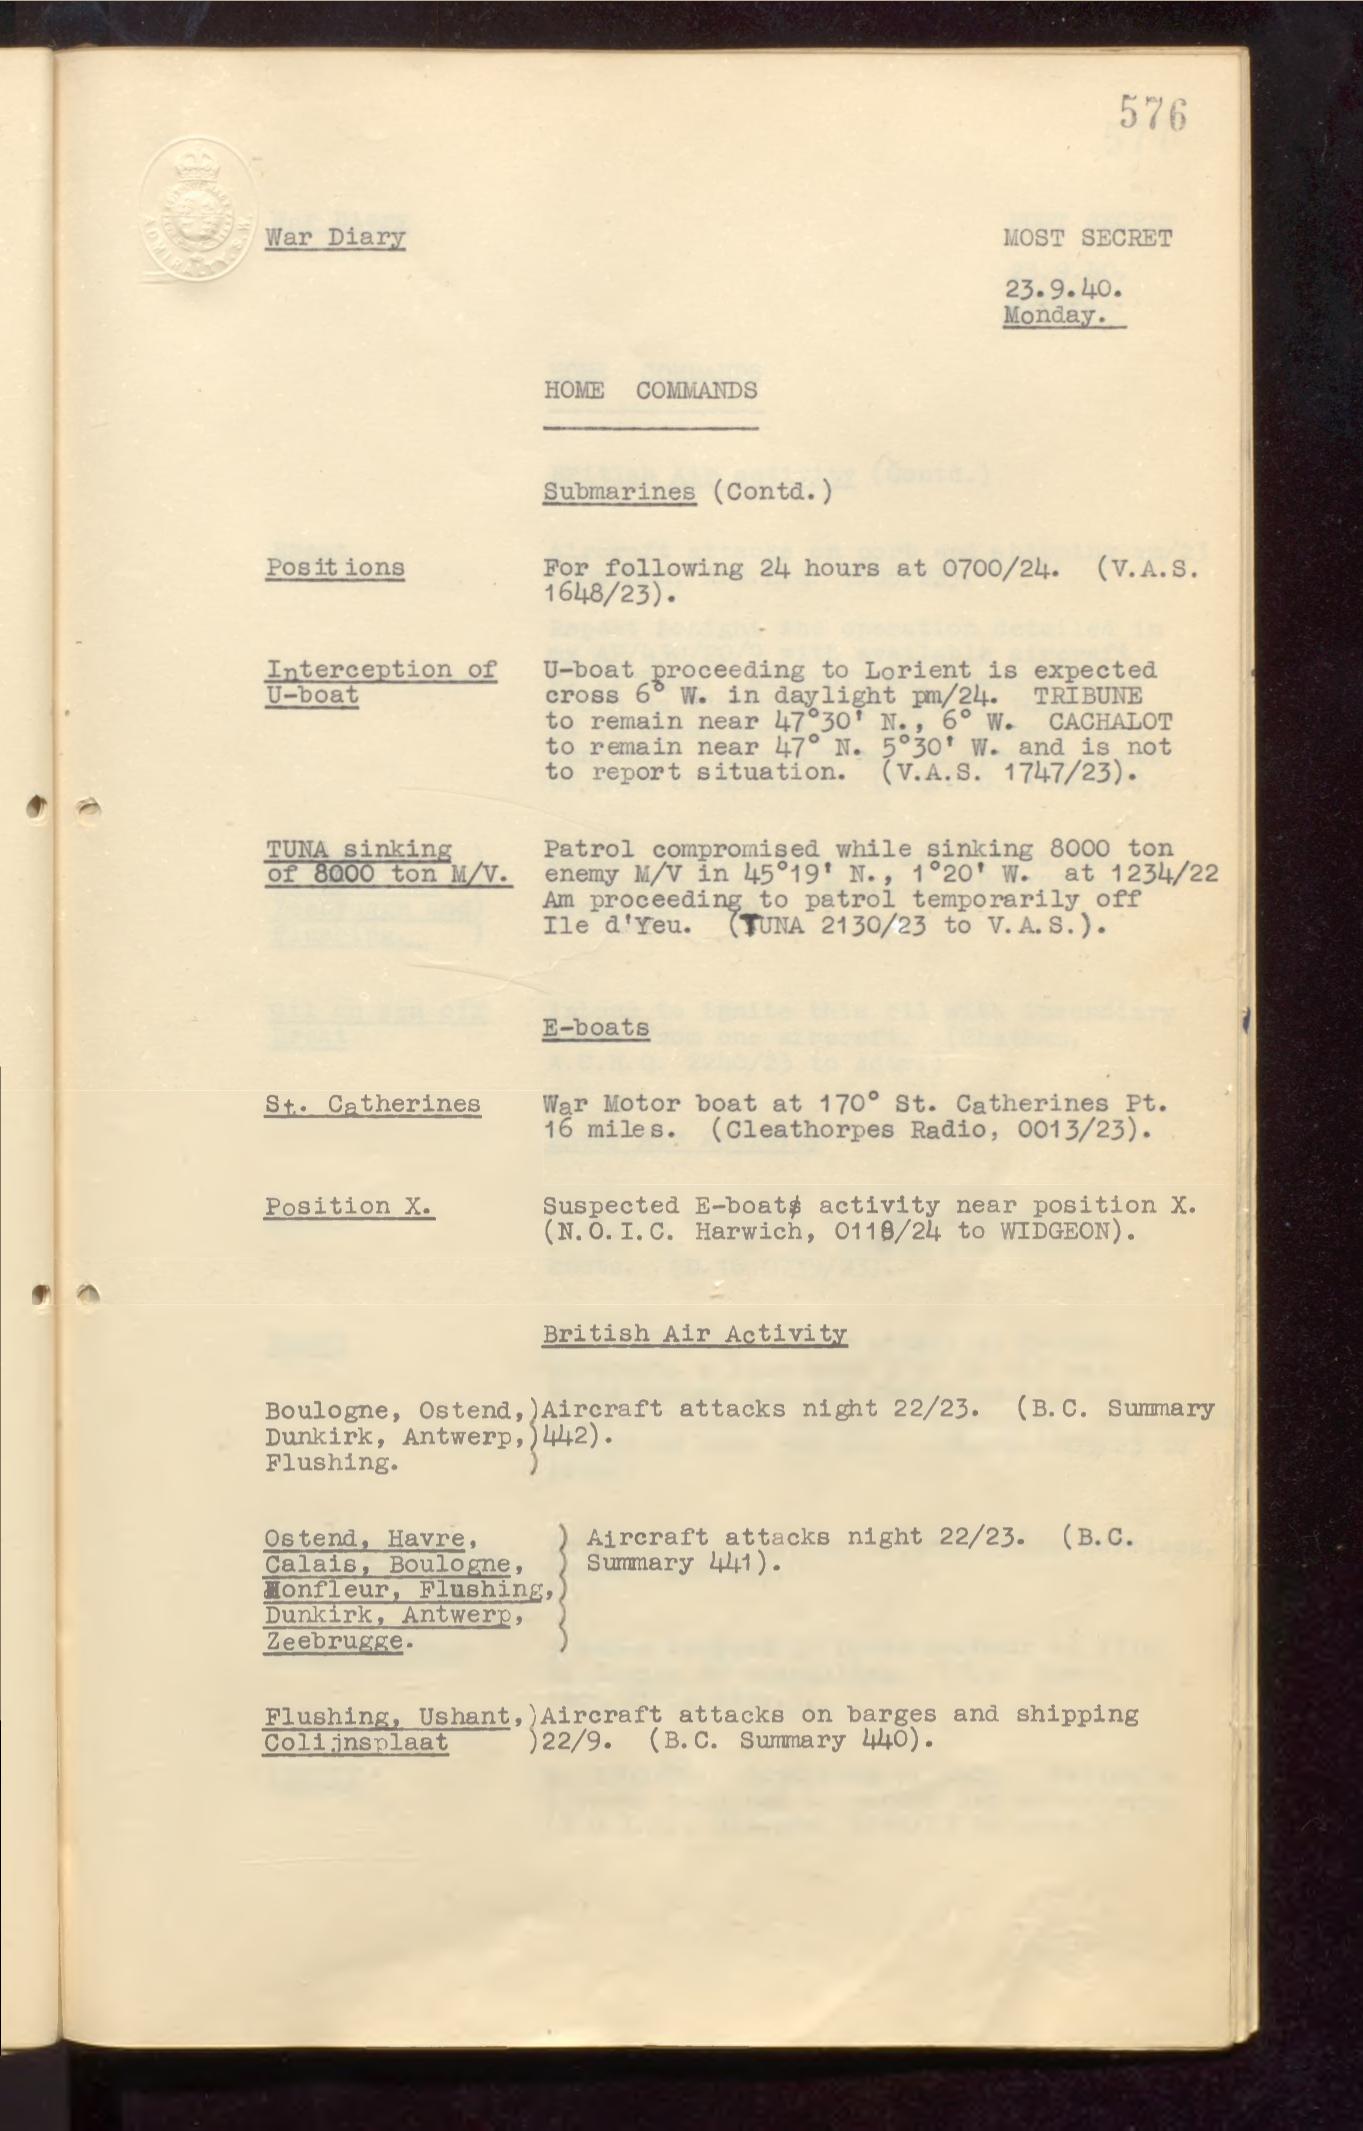 576
ADMIRALTY.S.W.
War Diary
MOST SECRET
23.9.40.
Monday.
HOME COMMANDS
Submarines (Contd.)
Positions
For following 24 hours at 0700/24. (V.A.S.
1648/23).
Interception of
U-boat
U-boat proceeding to Lorient is expected
cross 6° W. in daylight pm/24. TRIBUNE
to remain near 47°30' N., 6° W. CACHALOT
to remain near 47° N. 5°30' W. and is not
to report situation. (V.A.S. 1747/23).
TUNA sinking
of 8000 ton M/V.
Patrol compromised while sinking 8000 ton
enemy M/V in 45°19' N., 1°20' W. at 1234/22
Am proceeding to patrol temporarily off
Ile d'Yeu. (TUNA 2130/23 to V.A.S.).
E-boats
St. Catherines
War Motor boat at 170° St. Catherines Pt.
16 miles. (Cleathorpes Radio, 0013/23).
Position X.
Suspected E-boat activity near position X.
(N.O.I.C. Harwich, 0118/24 to WIDGEON).
British Air Activity
Boulogne, Ostend,)Aircraft attacks night 22/23. (B.C. Summary
Dunkirk, Antwerp,)442).
Flushing. )
Ostend, Havre, ) Aircraft attacks night 22/23. (B.C.
Calais, Boulogne, ) Summary 441).
Honfleur, Flushing,)
Dunkirk, Antwerp, )
Zeebrugge. )
Flushing, Ushant,)Aircraft attacks on barges and shipping
Colijnsplaat )22/9. (B.C. Summary 440).